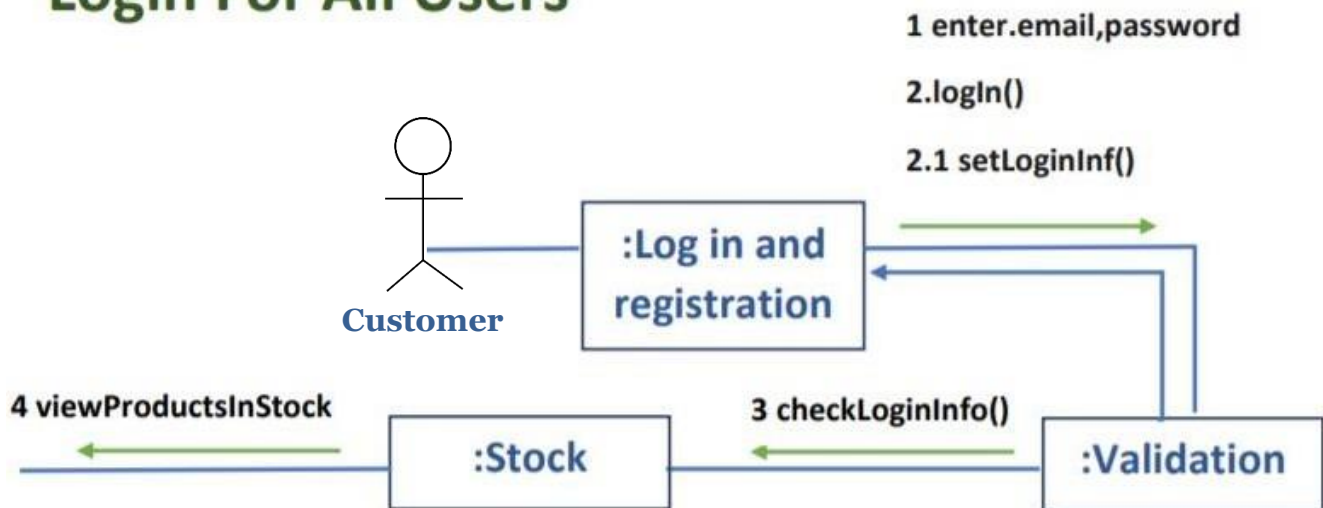 Login For All Users
1 enter.email,password
2.logIn()
2.1 setLoginInf()
:Log in and
registration
Customer
4 viewProductsInStock
3 checkLoginInfo()
:Stock
:Validation